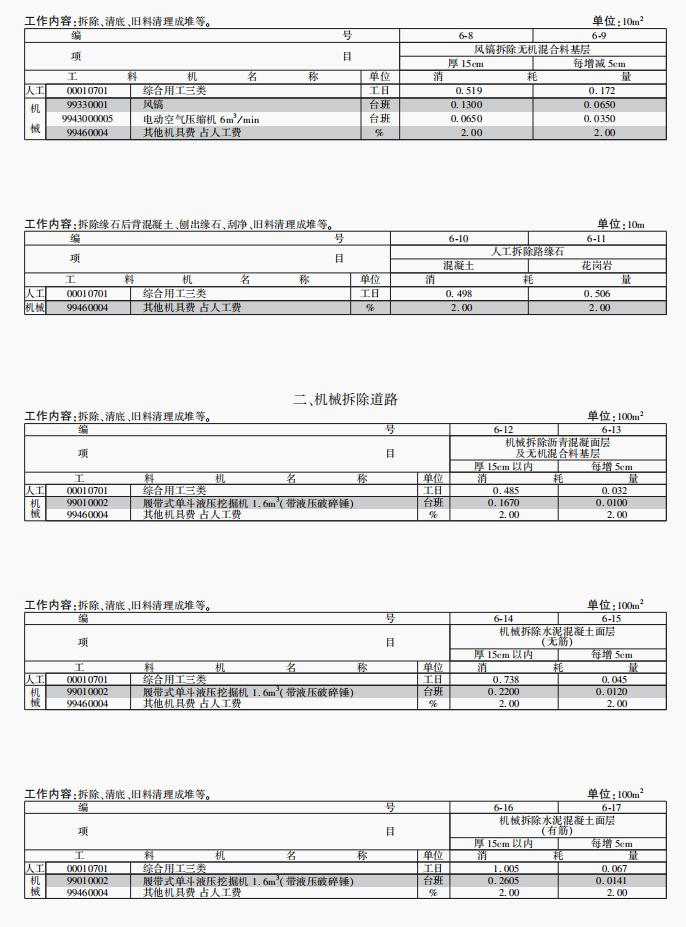 工作内容:拆除、清底、旧料清理成堆等。 单位:10m²
编 号 6-8 6-9
项 目 风镐拆除无机混合料基层
厚 15cm 每增减 5cm
工 料 机 名 称 单位 消 耗 量
人工 00010701 综合用工三类 工日 0.519 0.172
机械 99330001 风镐 台班 0.1300 0.0650
9943000005 电动空气压缩机 6m³/min 台班 0.0650 0.0350
99460004 其他机具费 占人工费 % 2.00 2.00
工作内容:拆除缘石后背混凝土、刨出缘石、刮净、旧料清理成堆等。 单位:10m
编 号 6-10 6-11
项 目 人工拆除路缘石
混凝土 花岗岩
工 料 机 名 称 单位 消 耗 量
人工 00010701 综合用工三类 工日 0.498 0.506
机械 99460004 其他机具费 占人工费 % 2.00 2.00
二、机械拆除道路
工作内容:拆除、清底、旧料清理成堆等。 单位:100m²
编 号 6-12 6-13
项 目 机械拆除沥青混凝面层
及无机混合料基层
厚 15cm 以内 每增 5cm
工 料 机 名 称 单位 消 耗 量
人工 00010701 综合用工三类 工日 0.485 0.032
机械 99010002 履带式单斗液压挖掘机 1.6m³(带液压破碎锤) 台班 0.1670 0.0100
99460004 其他机具费 占人工费 % 2.00 2.00
工作内容:拆除、清底、旧料清理成堆等。 单位:100m²
编 号 6-14 6-15
项 目 机械拆除水泥混凝土面层
(无筋)
厚 15cm 以内 每增 5cm
工 料 机 名 称 单位 消 耗 量
人工 00010701 综合用工三类 工日 0.738 0.045
机械 99010002 履带式单斗液压挖掘机 1.6m³(带液压破碎锤) 台班 0.2200 0.0120
99460004 其他机具费 占人工费 % 2.00 2.00
工作内容:拆除、清底、旧料清理成堆等。 单位:100m²
编 号 6-16 6-17
项 目 机械拆除水泥混凝土面层
(有筋)
厚 15cm 以内 每增 5cm
工 料 机 名 称 单位 消 耗 量
人工 00010701 综合用工三类 工日 1.005 0.067
机械 99010002 履带式单斗液压挖掘机 1.6m³(带液压破碎锤) 台班 0.2605 0.0141
99460004 其他机具费 占人工费 % 2.00 2.00